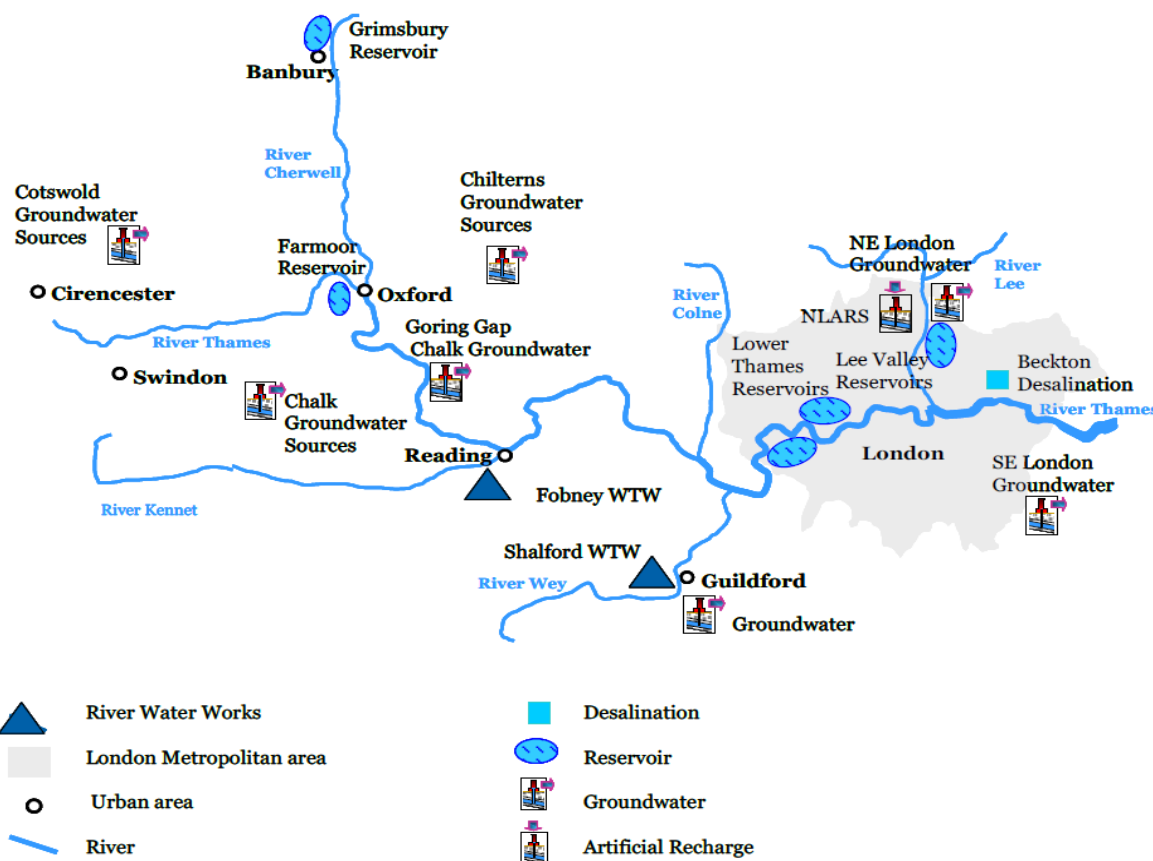 Grimsbury
Reservoir
Banbury
River
Cherwell
Cotswold
Groundwater
Sources
Chilterns
Groundwater
Sources
Farmoor
Reservoir
NE London
Groundwater
River
Lee
Cirencester
Oxford
River
Colne
NLARS
River Thames
Goring Gap
Chalk Groundwater
Lower
Thames
Reservoirs
Lee Valley
Reservoirs
Beckton
Desalination
Swindon
Chalk
Groundwater
Sources
River Thames
Reading
London
SE London
Groundwater
River Kennet
Fobney WTW
Shalford WTW
River Wey
Guildford
Groundwater
River Water Works
Desalination
London Metropolitan area
Reservoir
Urban area
Groundwater
River
Artificial Recharge